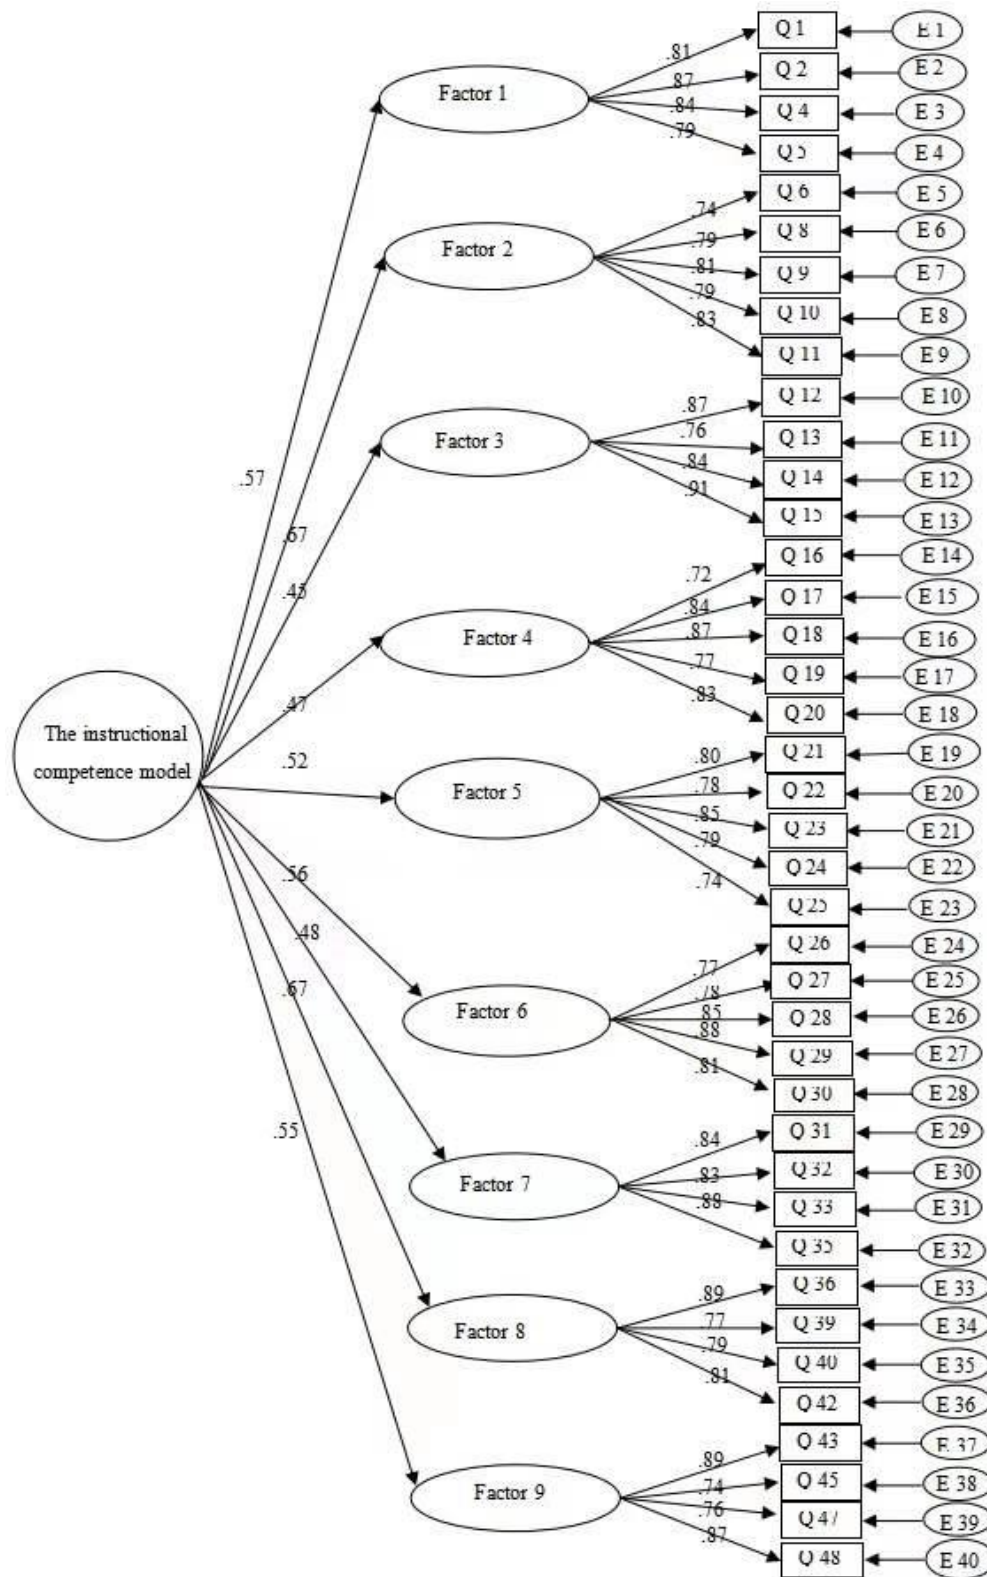 Q 1
E 1
.81
Factor 1
Q 2
E 2
.87
.84
Q 4
E 3
.79
Q 5
E 4
Q 6
E 5
.74
Q 8
E 6
.79
Factor 2
.81
Q 9
E 7
.79
Q 10
E 8
.83
Q 11
E 9
Q 12
E 10
.87
.76
Factor 3
Q 13
E 11
.84
Q 14
E 12
.91
Q 15
E 13
.57
.67
.45
Q 16
E 14
.72
Q 17
E 15
.84
Factor 4
.87
Q 18
E 16
.77
Q 19
E 17
.83
Q 20
E 18
.47
The instructional
competence model
.52
.80
Q 21
E 19
.78
Factor 5
Q 22
E 20
.85
Q 23
E 21
.79
Q 24
E 22
.74
Q 25
E 23
.56
.48
.67
Q 26
E 24
.77
Q 27
E 25
.78
Factor 6
.85
Q 28
E 26
.88
Q 29
E 27
.81
Q 30
E 28
.55
.84
Q 31
E 29
.83
Factor 7
Q 32
E 30
.88
Q 33
E 31
Q 35
E 32
Q 36
E 33
.89
.77
Factor 8
Q 39
E 34
.79
Q 40
E 35
.81
Q 42
E 36
Q 43
E 37
.89
.74
Factor 9
Q 45
E 38
.76
Q 47
E 39
.87
Q 48
E 40